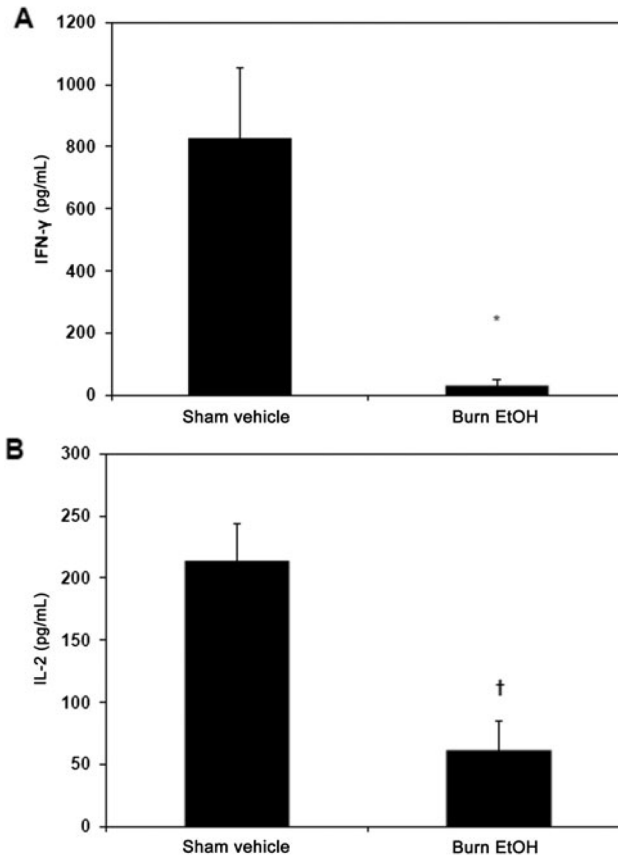 A
1200
1000
800
600
400
200
0
IFN-γ (pg/mL)
*
Sham vehicle Burn EtOH
B
300
250
200
150
100
50
0
IL-2 (pg/mL)
†
Sham vehicle Burn EtOH